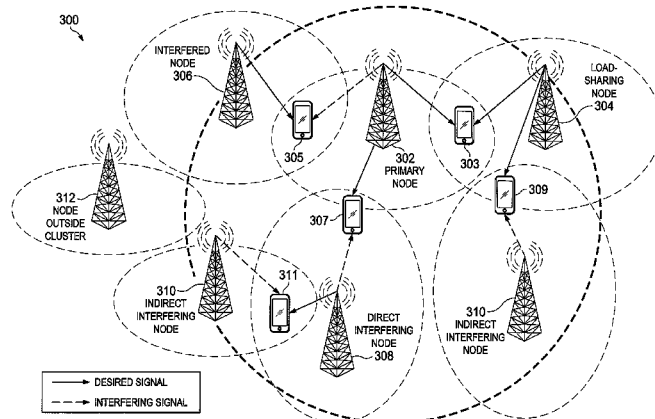 300
INTERFERED
NODE
306
305
302
PRIMARY
NODE
303
LOAD-
SHARING
NODE
304
312
NODE
OUTSIDE
CLUSTER
307
309
310
INDIRECT
INTERFERING
NODE
311
DIRECT
INTERFERING
NODE
308
310
INDIRECT
INTERFERING
NODE
DESIRED SIGNAL
INTERFERING SIGNAL